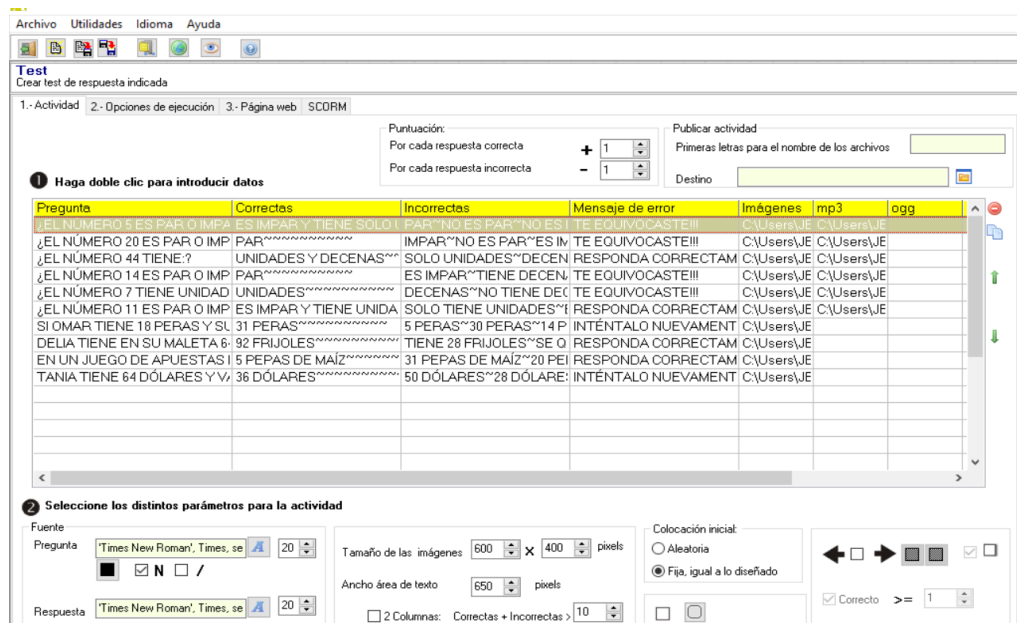 Archivo Utilidades Idioma Ayuda
Test
Crear test de respuesta indicada
1.- Actividad 2.- Opciones de ejecución 3.- Página web SCORM
Puntuación:
Por cada respuesta correcta + 1
Por cada respuesta incorrecta - 1
Publicar actividad
Primeras letras para el nombre de los archivos
Destino
1 Haga doble clic para introducir datos
Pregunta Correctas Incorrectas Mensaje de error Imágenes mp3 ogg
¿EL NÚMERO 5 ES PAR O IMPA ES IMPAR Y TIENE SOLO U PAR~NO ES PAR~NO ES I TE EQUIVOCASTE!!! C:\Users\JE C:\Users\JE
¿EL NÚMERO 20 ES PAR O IMP PAR~~~~~~~~~~ IMPAR~NO ES PAR~ES IM TE EQUIVOCASTE!!! C:\Users\JE C:\Users\JE
¿EL NÚMERO 44 TIENE:? UNIDADES Y DECENAS~~ SOLO UNIDADES~DECEN RESPONDA CORRECTAM C:\Users\JE C:\Users\JE
¿EL NÚMERO 14 ES PAR O IMP PAR~~~~~~~~~~ ES IMPAR~TIENE DECEN TE EQUIVOCASTE!!! C:\Users\JE C:\Users\JE
¿EL NÚMERO 7 TIENE UNIDAD UNIDADES~~~~~~~~~~ DECENAS~NO TIENE DEC TE EQUIVOCASTE!!! C:\Users\JE C:\Users\JE
¿EL NÚMERO 11 ES PAR O IMP ES IMPAR Y TIENE UNIDA SOLO TIENE UNIDADES~E RESPONDA CORRECTAM C:\Users\JE C:\Users\JE
SI OMAR TIENE 18 PERAS Y SU 31 PERAS~~~~~~~~~~ 5 PERAS~30 PERAS~14 P INTÉNTALO NUEVAMENT C:\Users\JE
DELIA TIENE EN SU MALETA 6 92 FRIJOLES~~~~~~~~~~ TIENE 28 FRIJOLES~SE Q RESPONDA CORRECTAM C:\Users\JE
EN UN JUEGO DE APUESTAS 5 PEPAS DE MAÍZ~~~~~~~ 31 PEPAS DE MAÍZ~20 PE RESPONDA CORRECTAM C:\Users\JE
TANIA TIENE 64 DÓLARES Y V 36 DÓLARES~~~~~~~~~~ 50 DÓLARES~28 DÓLARE INTÉNTALO NUEVAMENT C:\Users\JE
2 Seleccione los distintos parámetros para la actividad
Fuente
Pregunta 'Times New Roman', Times, se A 20
N /
Respuesta 'Times New Roman', Times, se A 20
Tamaño de las imágenes 600 x 400 pixels
Ancho área de texto 650 pixels
2 Columnas: Correctas + Incorrectas > 10
Colocación inicial:
Aleatoria
Fija, igual a lo diseñado
Correcto >= 1